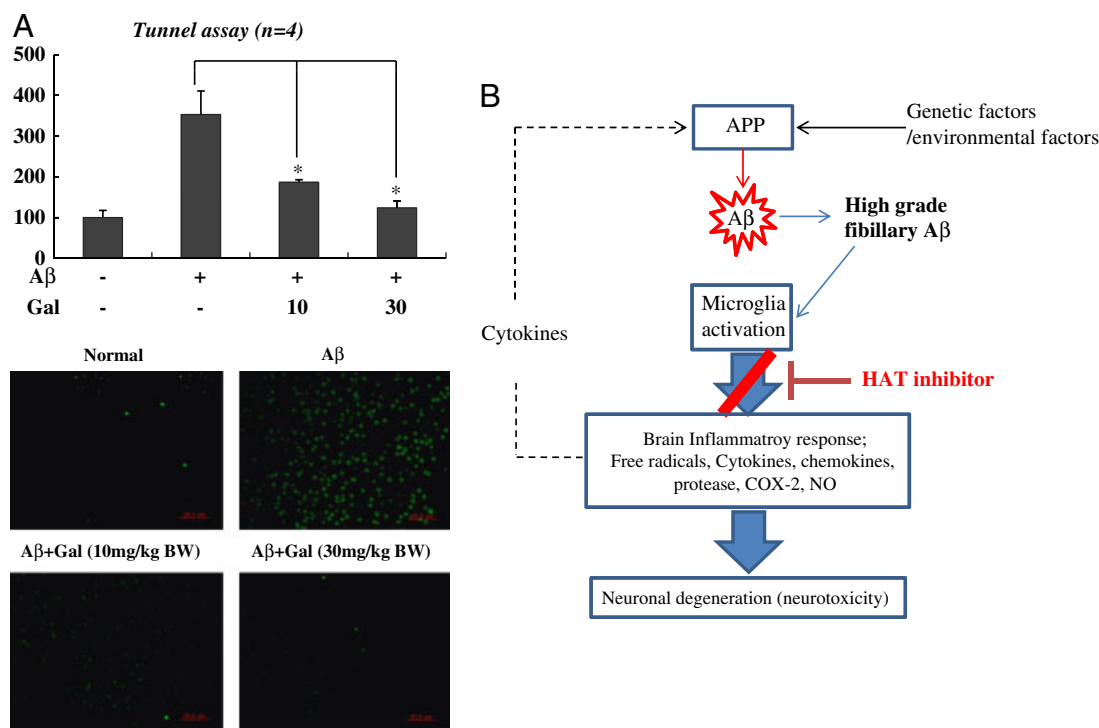 A
Tunnel assay (n=4)
500
400
300
200
100
0
*
*
Aβ - + + +
Gal - - 10 30
Normal
Aβ
Aβ+Gal (10mg/kg BW)
Aβ+Gal (30mg/kg BW)
B
APP
Genetic factors
/environmental factors
Aβ
High grade
fibillary Aβ
Microglia
activation
Cytokines
HAT inhibitor
Brain Inflammatroy response;
Free radicals, Cytokines, chemokines,
protease, COX-2, NO
Neuronal degeneration (neurotoxicity)